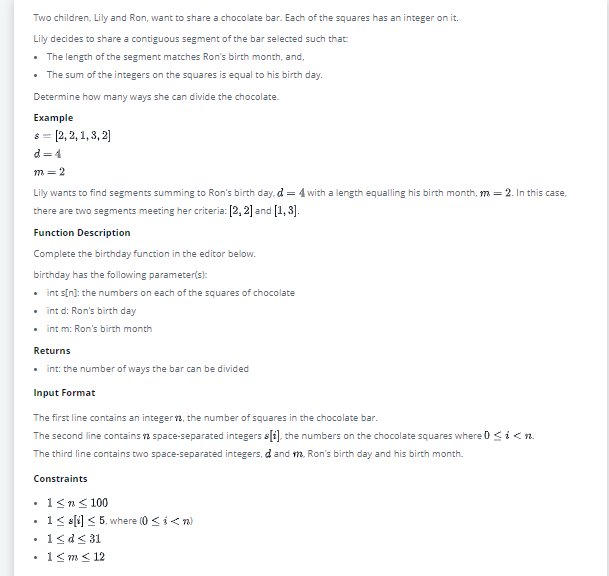 Two children, Lily and Ron, want to share a chocolate bar. Each of the squares has an integer on it.
Lily decides to share a contiguous segment of the bar selected such that:
• The length of the segment matches Ron's birth month, and,
• The sum of the integers on the squares is equal to his birth day.
Determine how many ways she can divide the chocolate.
Example
s = [2, 2, 1, 3, 2]
d = 4
m = 2
Lily wants to find segments summing to Ron's birth day, d = 4 with a length equalling his birth month, m = 2. In this case,
there are two segments meeting her criteria: [2, 2] and [1, 3].
Function Description
Complete the birthday function in the editor below.
birthday has the following parameter(s):
• int s[n]: the numbers on each of the squares of chocolate
• int d: Ron's birth day
• int m: Ron's birth month
Returns
• int: the number of ways the bar can be divided
Input Format
The first line contains an integer n, the number of squares in the chocolate bar.
The second line contains n space-separated integers s[i], the numbers on the chocolate squares where 0 ≤ i < n.
The third line contains two space-separated integers, d and m, Ron's birth day and his birth month.
Constraints
• 1 ≤ n ≤ 100
• 1 ≤ s[i] ≤ 5, where (0 ≤ i < n)
• 1 ≤ d ≤ 31
• 1 ≤ m ≤ 12